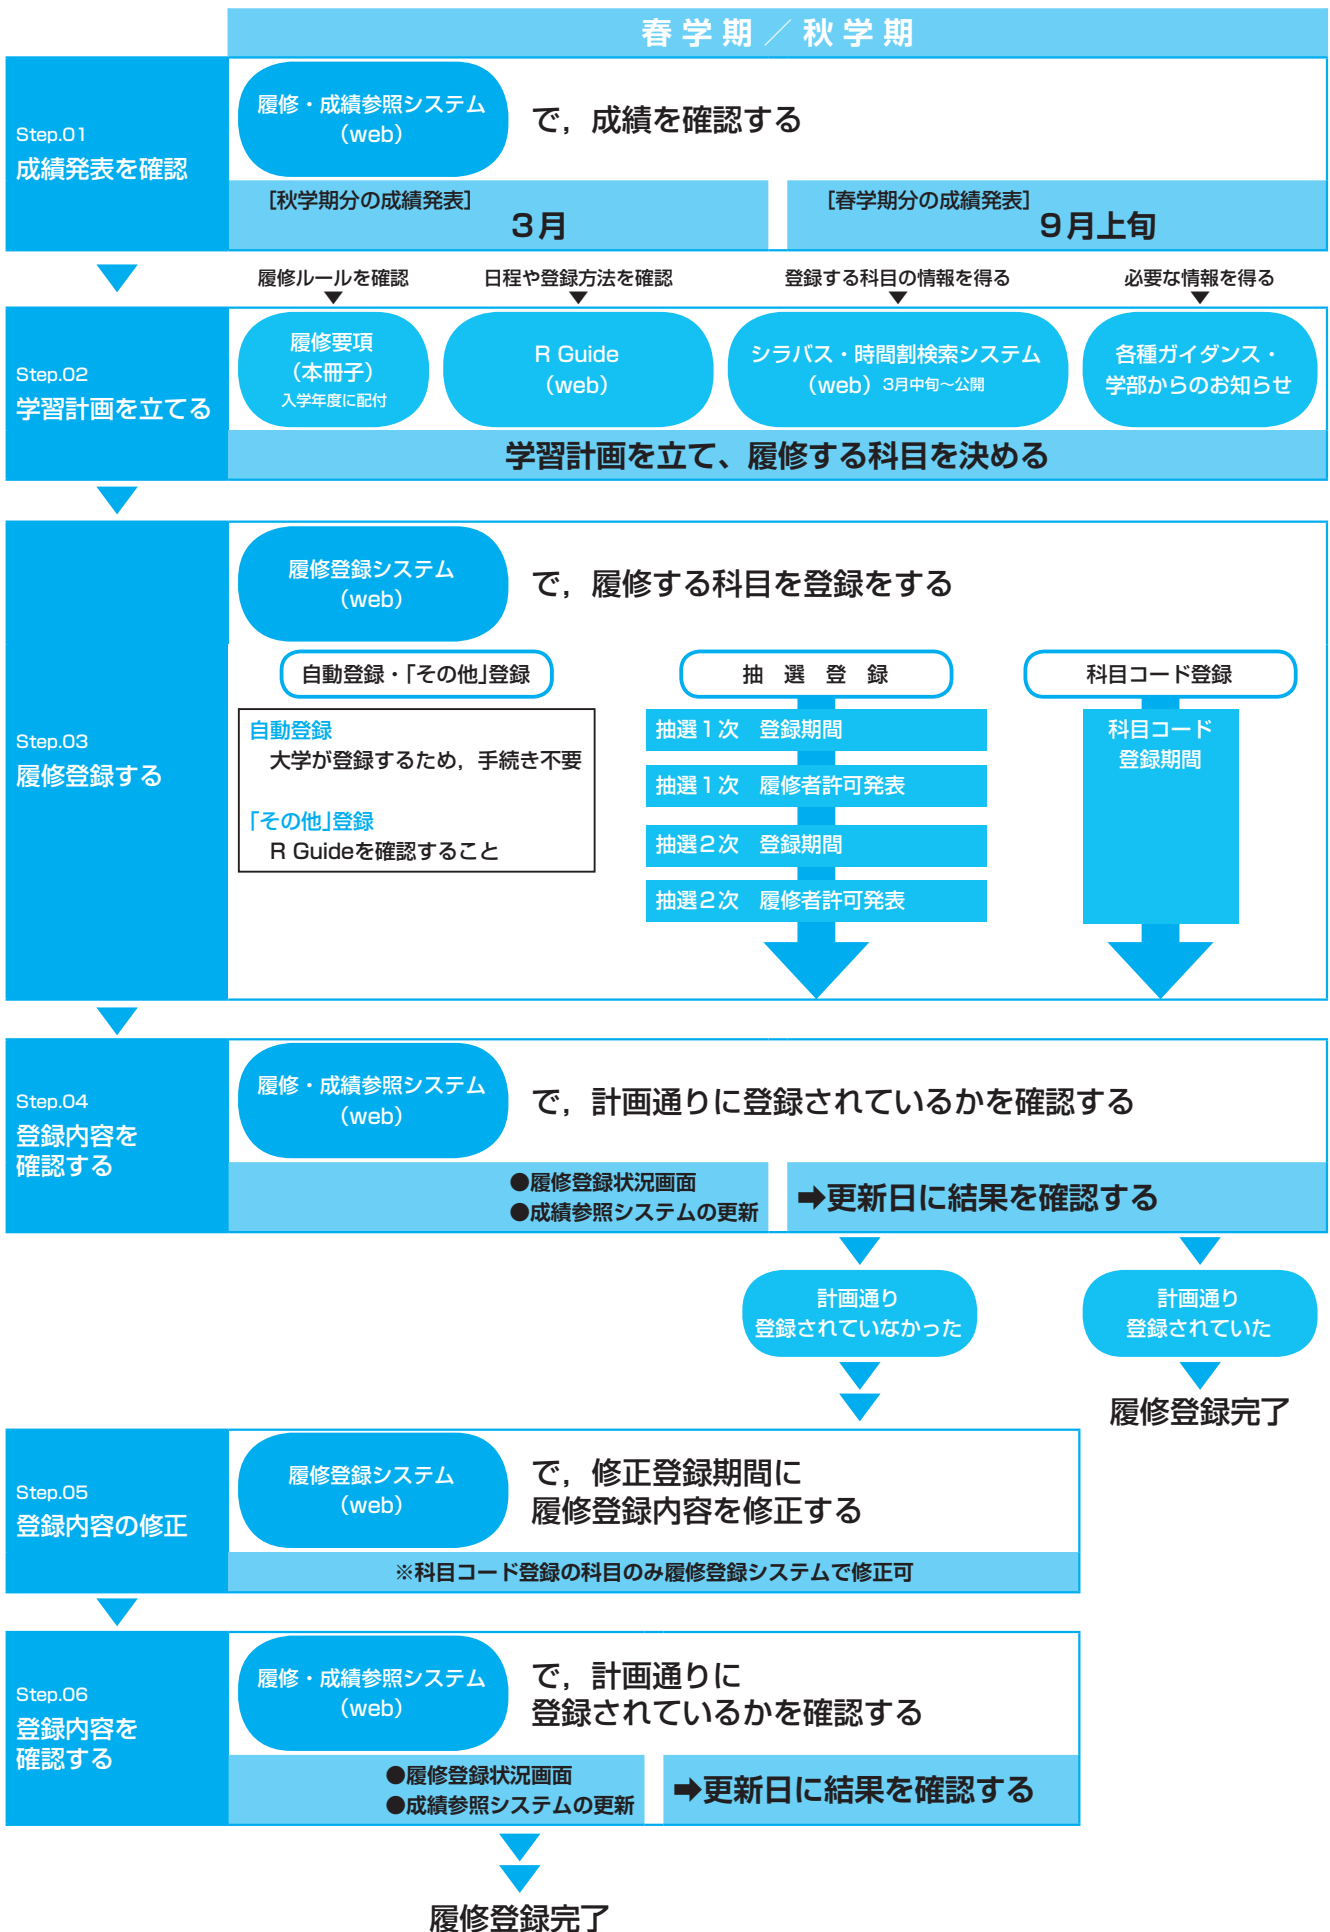 春学期／秋学期
Step.01
成績発表を確認
履修・成績参照システム
（web）
で，成績を確認する
［秋学期分の成績発表］
3月
［春学期分の成績発表］
9月上旬
履修ルールを確認
日程や登録方法を確認
登録する科目の情報を得る
必要な情報を得る
Step.02
学習計画を立てる
履修要項
（本冊子）
入学年度に配付
R Guide
（web）
シラバス・時間割検索システム
（web）3月中旬～公開
各種ガイダンス・
学部からのお知らせ
学習計画を立て、履修する科目を決める
Step.03
履修登録する
履修登録システム
（web）
で，履修する科目を登録をする
自動登録・「その他」登録
自動登録
大学が登録するため，手続き不要
「その他」登録
R Guideを確認すること
抽選登録
抽選1次　登録期間
抽選1次　履修者許可発表
抽選2次　登録期間
抽選2次　履修者許可発表
科目コード登録
科目コード
登録期間
Step.04
登録内容を
確認する
履修・成績参照システム
（web）
で，計画通りに登録されているかを確認する
●履修登録状況画面
●成績参照システムの更新
➡更新日に結果を確認する
計画通り
登録されていなかった
計画通り
登録されていた
履修登録完了
Step.05
登録内容の修正
履修登録システム
（web）
で，修正登録期間に
履修登録内容を修正する
※科目コード登録の科目のみ履修登録システムで修正可
Step.06
登録内容を
確認する
履修・成績参照システム
（web）
で，計画通りに
登録されているかを確認する
●履修登録状況画面
●成績参照システムの更新
➡更新日に結果を確認する
履修登録完了